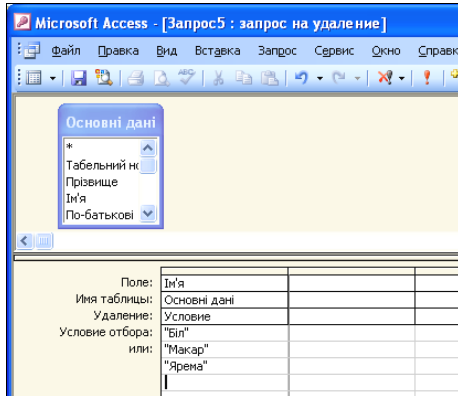 Microsoft Access - [Запрос5 : запрос на удаление]
Файл Правка Вид Вставка Запрос Сервис Окно Справк
Основні дані
*
Табельний но
Прізвище
Ім'я
По-батькові
Поле: Ім'я
Имя таблицы: Основні дані
Удаление: Условие
Условие отбора: "Біл"
или: "Макар"
"Ярема"